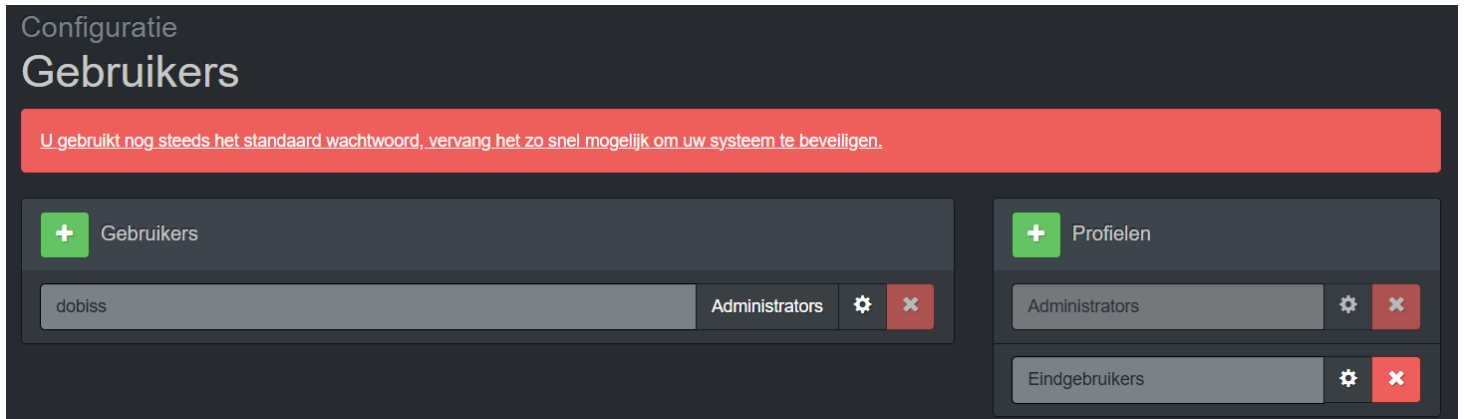 Configuratie
Gebruikers
U gebruikt nog steeds het standaard wachtwoord, vervang het zo snel mogelijk om uw systeem te beveiligen.
Gebruikers
dobiss Administrators
Profielen
Administrators
Eindgebruikers